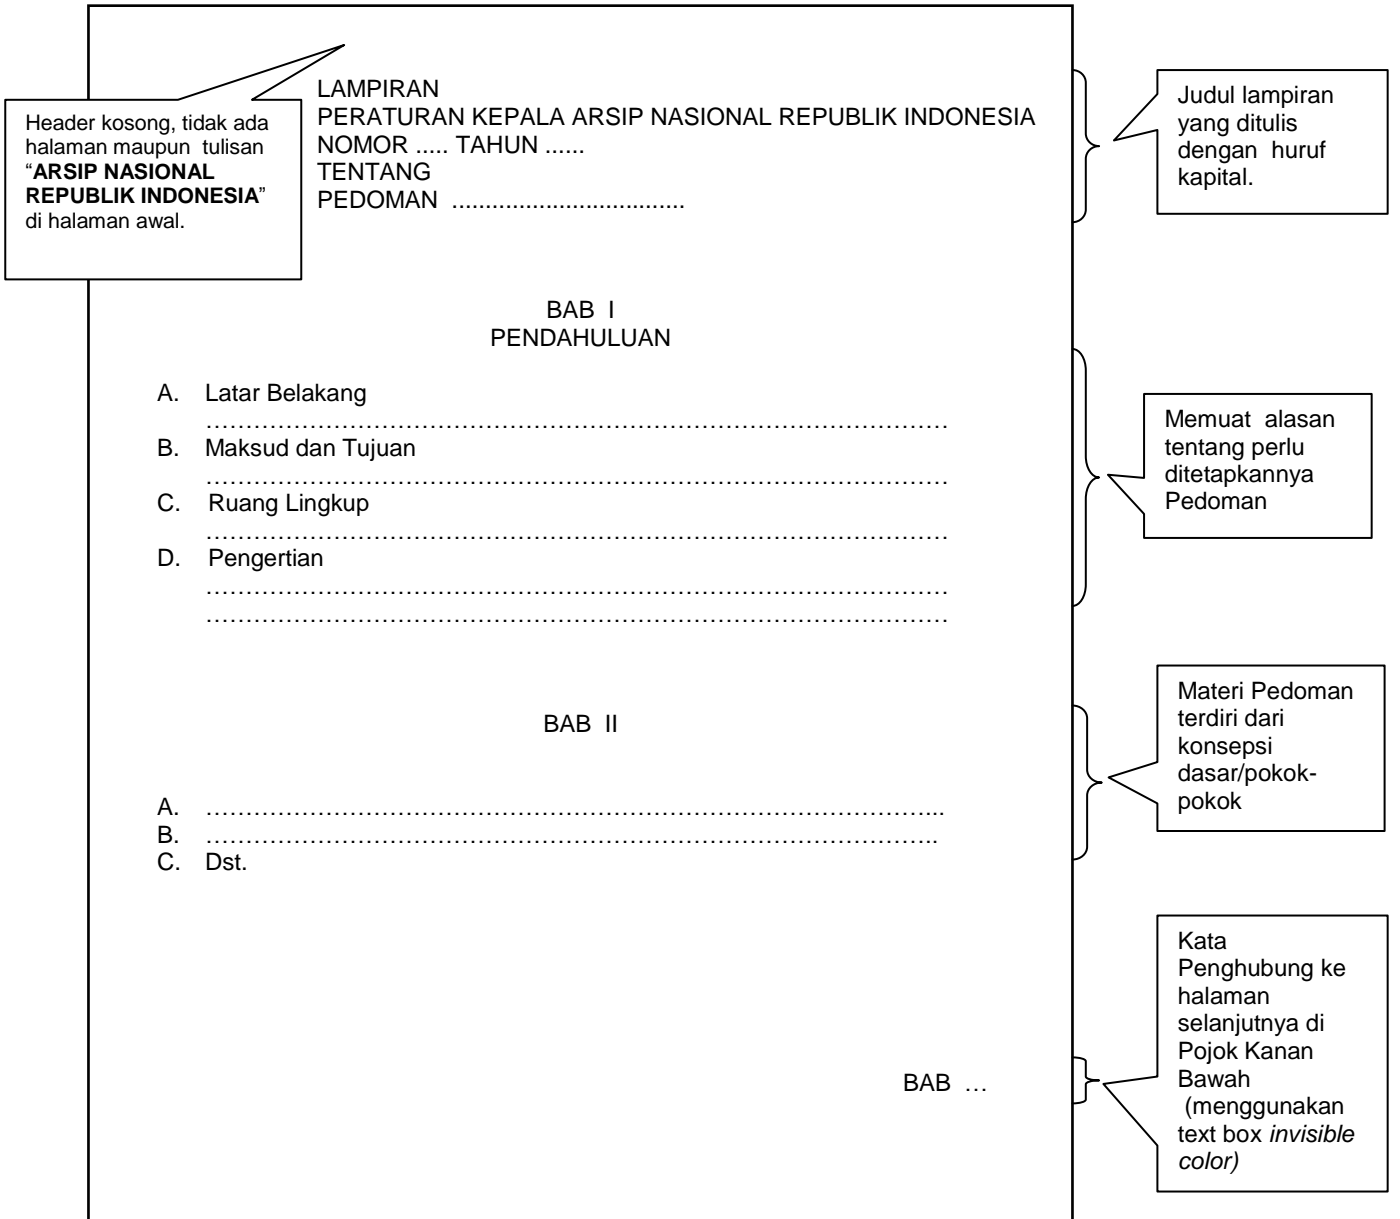 LAMPIRAN
PERATURAN KEPALA ARSIP NASIONAL REPUBLIK INDONESIA
NOMOR ..... TAHUN ......
TENTANG
PEDOMAN ...................................
Header kosong, tidak ada
halaman maupun tulisan
“ARSIP NASIONAL
REPUBLIK INDONESIA”
di halaman awal.
Judul lampiran
yang ditulis
dengan huruf
kapital.
BAB I
PENDAHULUAN
A. Latar Belakang
…………………………………………………………………………………
B. Maksud dan Tujuan
…………………………………………………………………………………
C. Ruang Lingkup
…………………………………………………………………………………
D. Pengertian
…………………………………………………………………………………
…………………………………………………………………………………
Memuat alasan
tentang perlu
ditetapkannya
Pedoman
BAB II
A. ………………………………………………………………………………...
B. ………………………………………………………………………………..
C. Dst.
Materi Pedoman
terdiri dari
konsepsi
dasar/pokok-
pokok
BAB …
Kata
Penghubung ke
halaman
selanjutnya di
Pojok Kanan
Bawah
(menggunakan
text box invisible
color)